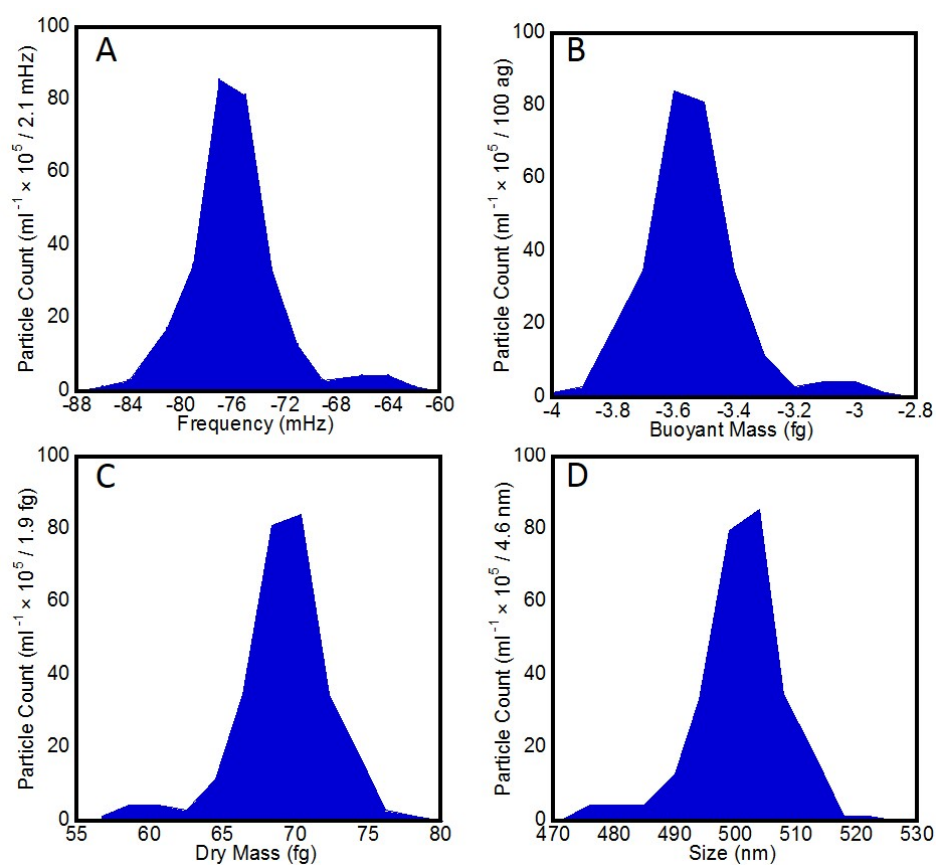 A
Particle Count (ml⁻¹ × 10⁵ / 2.1 mHz)
100
80
60
40
20
0
-88 -84 -80 -76 -72 -68 -64 -60
Frequency (mHz)
B
Particle Count (ml⁻¹ × 10⁵ / 100 ag)
100
80
60
40
20
0
-4 -3.8 -3.6 -3.4 -3.2 -3 -2.8
Buoyant Mass (fg)
C
Particle Count (ml⁻¹ × 10⁵ / 1.9 fg)
100
80
60
40
20
0
55 60 65 70 75 80
Dry Mass (fg)
D
Particle Count (ml⁻¹ × 10⁵ / 4.6 nm)
100
80
60
40
20
0
470 480 490 500 510 520 530
Size (nm)